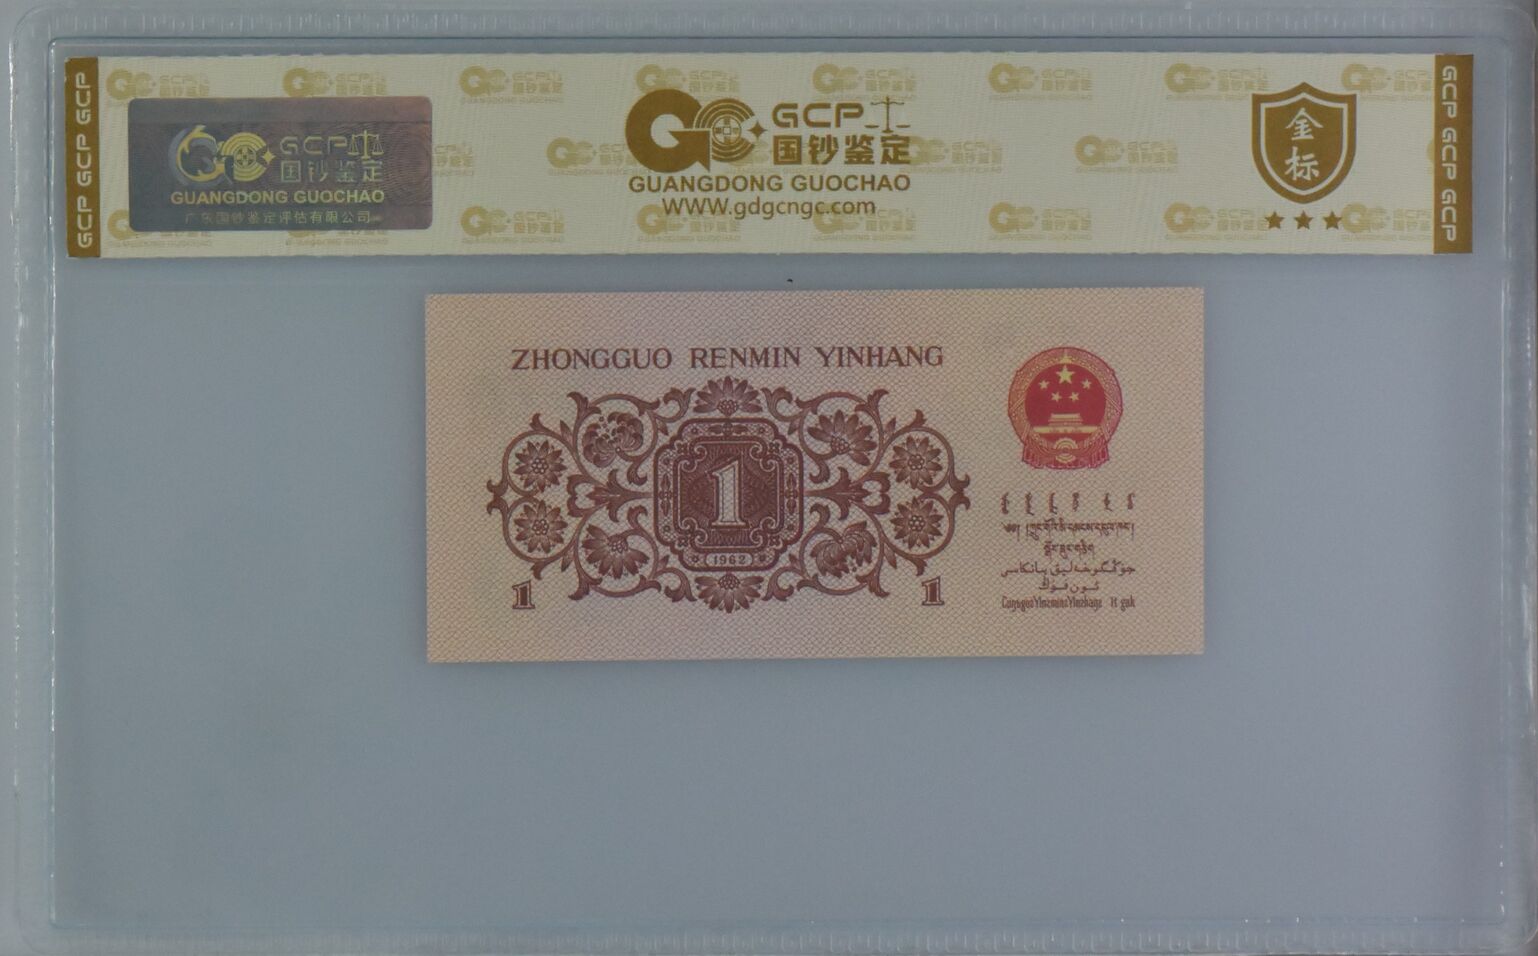 GCP GCP GCP
GCP
国钞鉴定
GUANGDONG GUOCHAO
广东国钞鉴定评估有限公司
GCP
国钞鉴定
GUANGDONG GUOCHAO
WWW.gdgcngc.com
金标
GCP GCP GCP
ZHONGGUO RENMIN YINHANG
1
1962
1
1